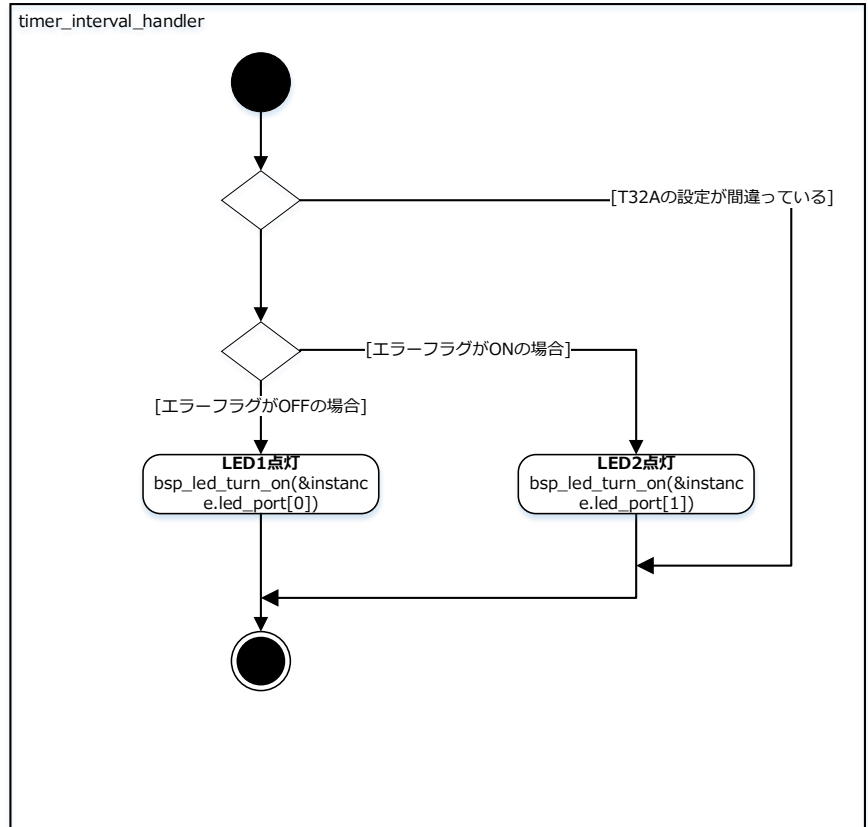 timer_interval_handler
[T32Aの設定が間違っている]
[エラーフラグがONの場合]
[エラーフラグがOFFの場合]
LED1点灯
bsp_led_turn_on(&instanc
e.led_port[0])
LED2点灯
bsp_led_turn_on(&instanc
e.led_port[1])